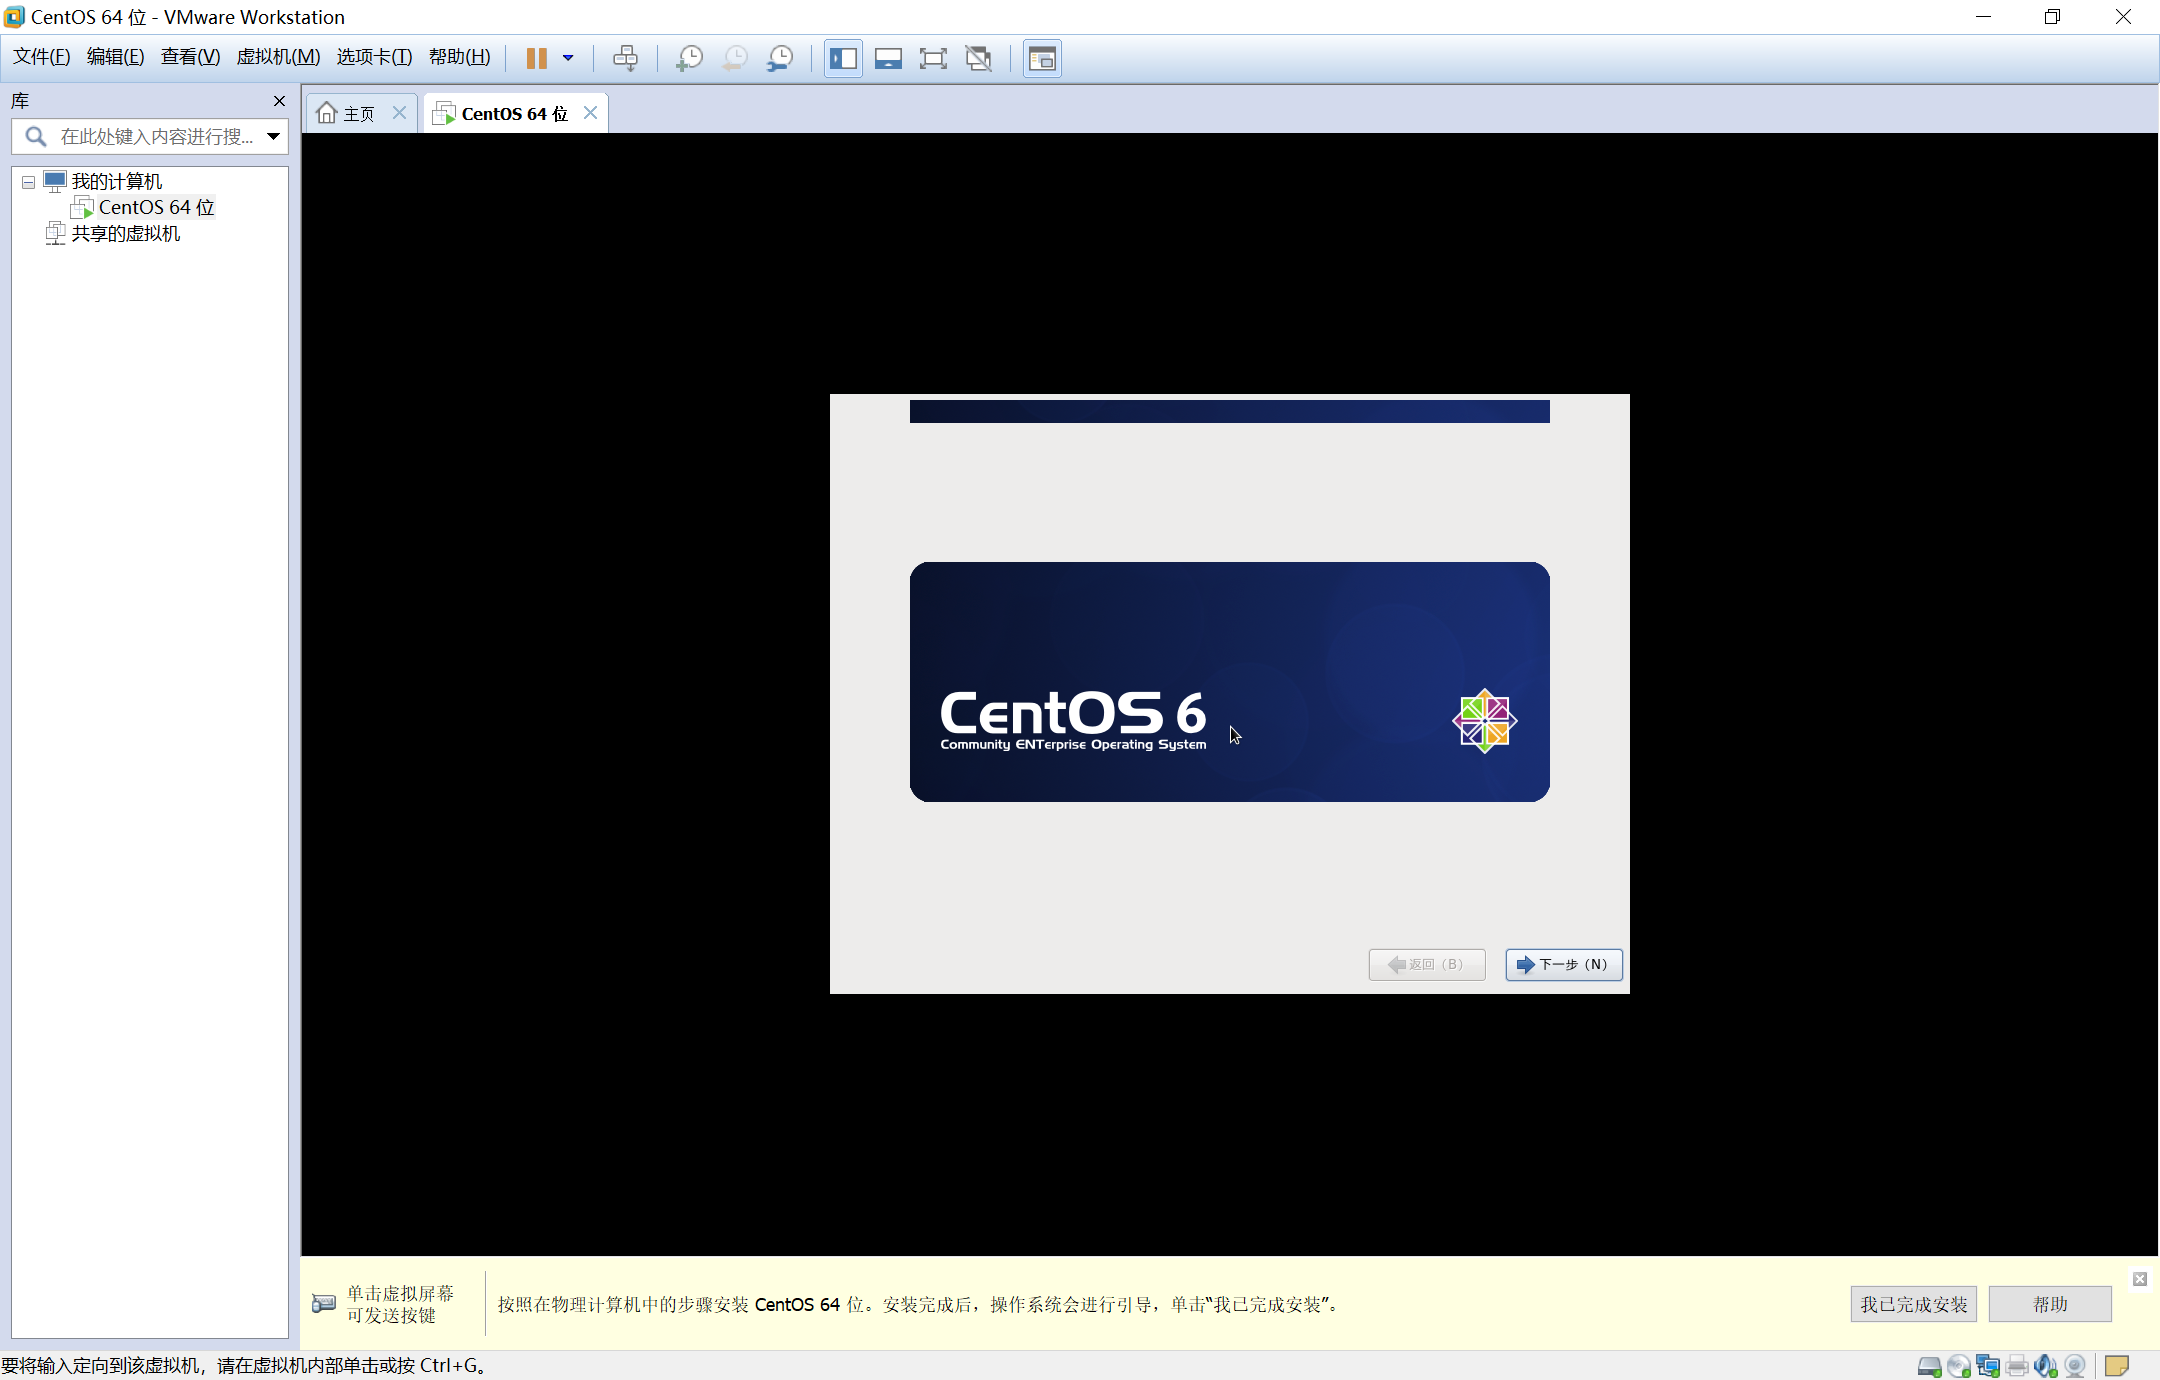 CentOS 64 位 - VMware Workstation
文件(F) 编辑(E) 查看(V) 虚拟机(M) 选项卡(T) 帮助(H)
库
主页
CentOS 64 位
在此处键入内容进行搜...
我的计算机
CentOS 64 位
共享的虚拟机
CentOS 6
Community ENTerprise Operating System
返回（B）
下一步（N）
单击虚拟屏幕
可发送按键
按照在物理计算机中的步骤安装 CentOS 64 位。安装完成后，操作系统会进行引导，单击“我已完成安装”。
我已完成安装
帮助
要将输入定向到该虚拟机，请在虚拟机内部单击或按 Ctrl+G。